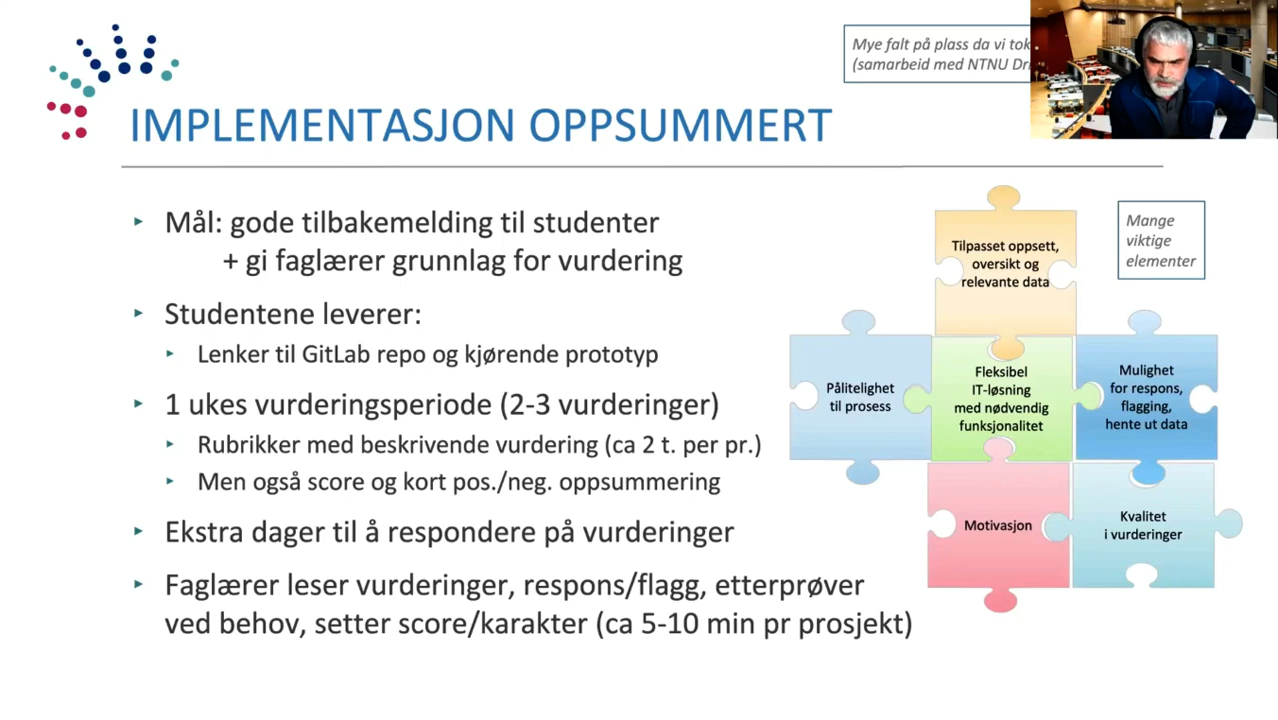 Mye falt på plass da vi tok
(samarbeid med NTNU
IMPLEMENTASJON OPPSUMMERT
Mål: gode tilbakemelding til studenter
+ gi faglærer grunnlag for vurdering
Studentene leverer:
Lenker til GitLab repo og kjørende prototyp
1 ukes vurderingsperiode (2-3 vurderinger)
Rubrikker med beskrivende vurdering (ca 2 t. per pr.)
Men også score og kort pos./neg. oppsummering
Ekstra dager til å respondere på vurderinger
Faglærer leser vurderinger, respons/flagg, etterprøver
ved behov, setter score/karakter (ca 5-10 min pr prosjekt)
Mange
viktige
elementer
Tilpasset oppsett,
oversikt og
relevante data
Pålitelighet
til prosess
Fleksibel
IT-løsning
med nødvendig
funksjonalitet
Mulighet
for respons,
flagging,
hente ut data
Motivasjon
Kvalitet
i vurderinger